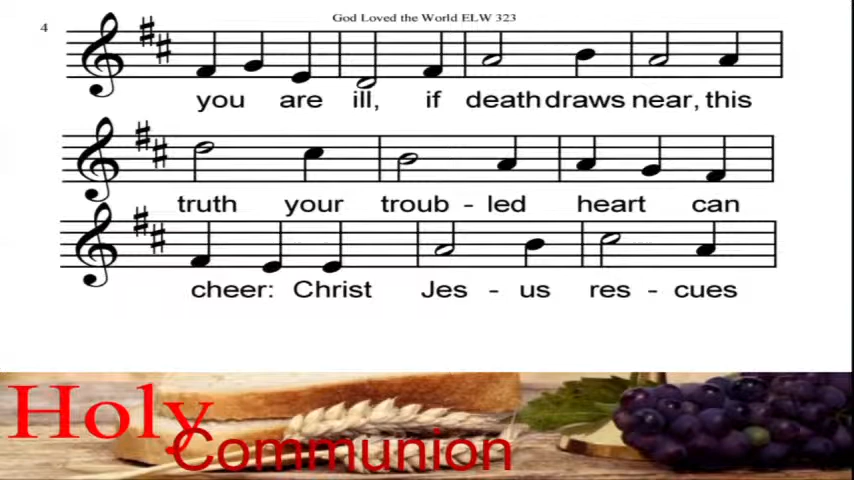 God Loved the World ELW 323
4
you are ill, if death draws near, this
truth your troub - led heart can
cheer: Christ Jes - us res - cues
Holy
Communion